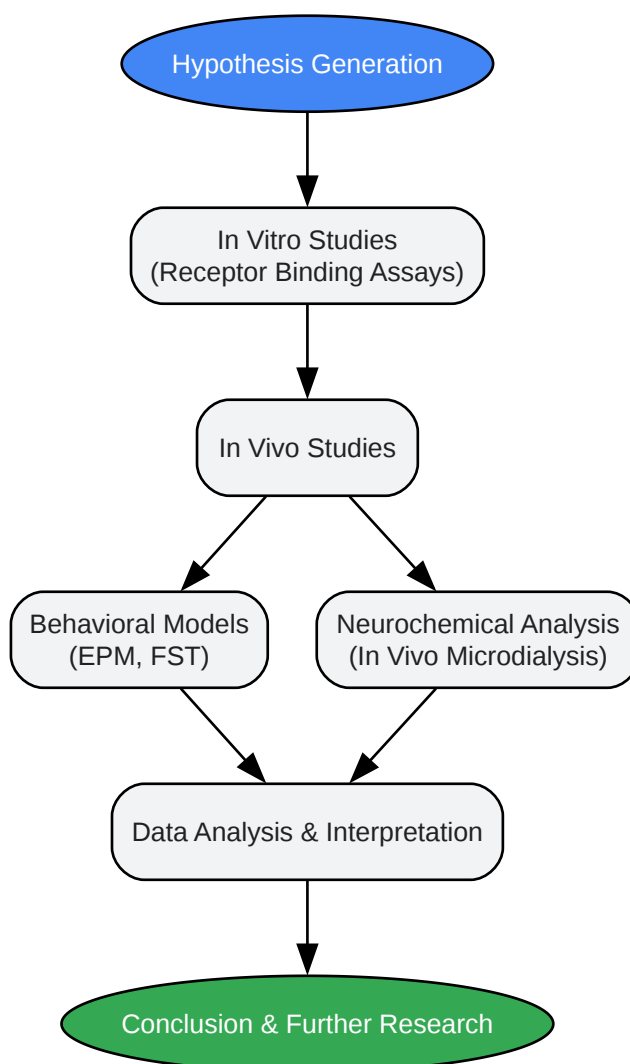 Hypothesis Generation
In Vitro Studies
(Receptor Binding Assays)
In Vivo Studies
Behavioral Models
(EPM, FST)
Neurochemical Analysis
(In Vivo Microdialysis)
Data Analysis & Interpretation
Conclusion & Further Research